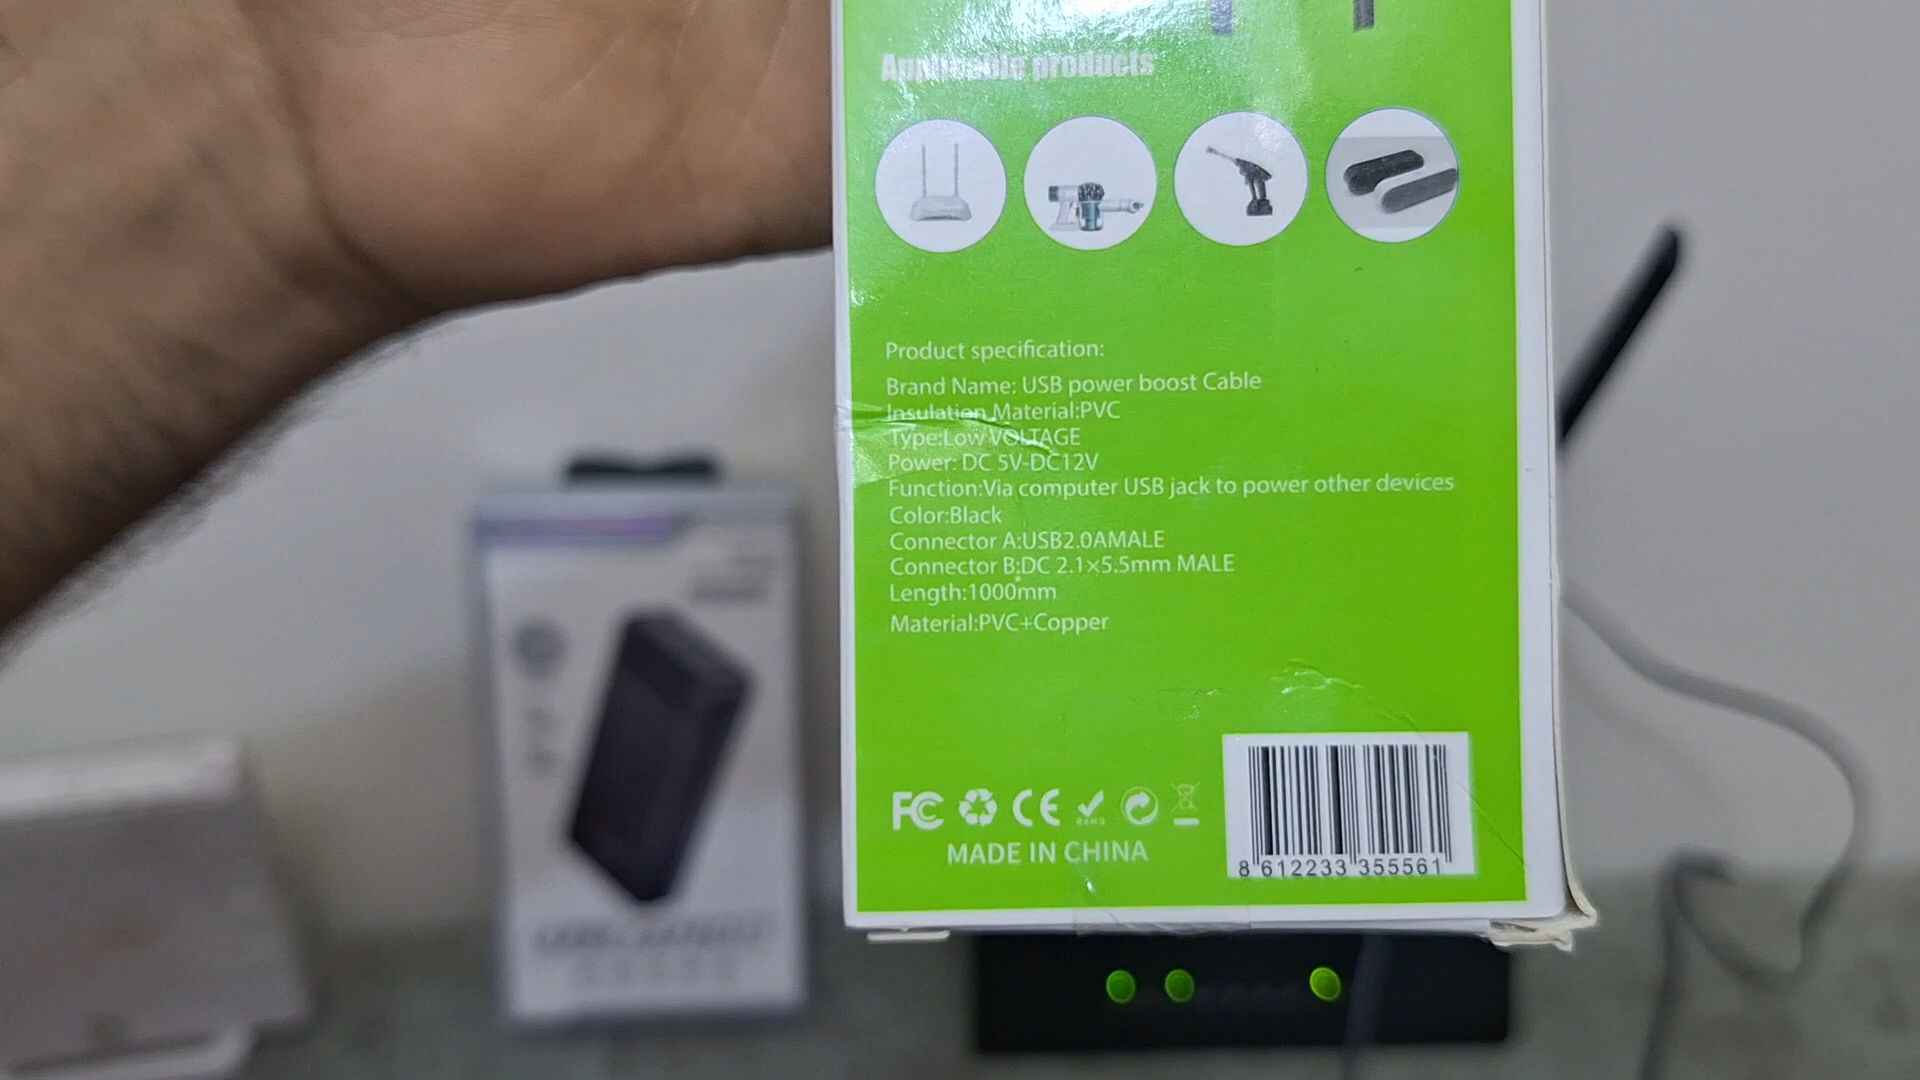 Applicable products
Product specification:
Brand Name: USB power boost Cable
Insulation Material:PVC
Type:Low VOLTAGE
Power: DC 5V-DC12V
Function:Via computer USB jack to power other devices
Color:Black
Connector A:USB2.0AMALE
Connector B:DC 2.1×5.5mm MALE
Length:1000mm
Material:PVC+Copper
FC CE RoHS
MADE IN CHINA
8 612233 355561